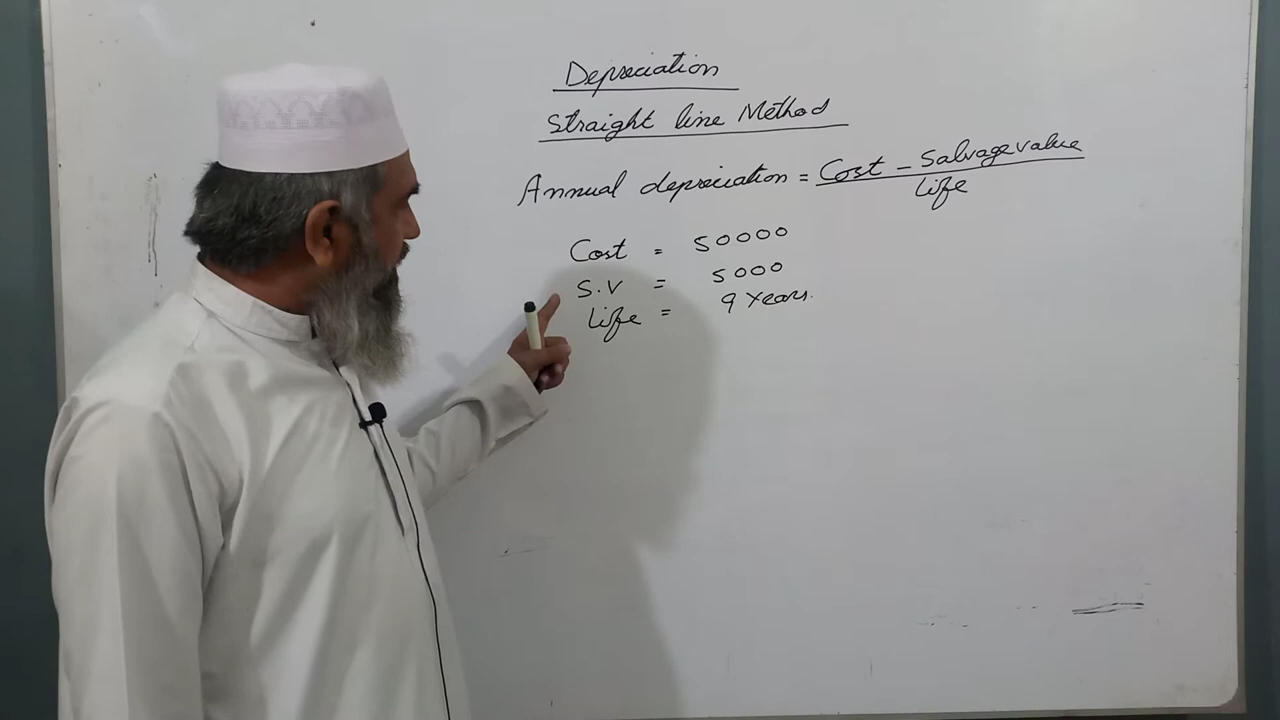 Depreciation
Straight line Method
Annual depreciation = Cost - Salvage value
life
Cost = 50000
S.V = 5000
life = 9 Years.